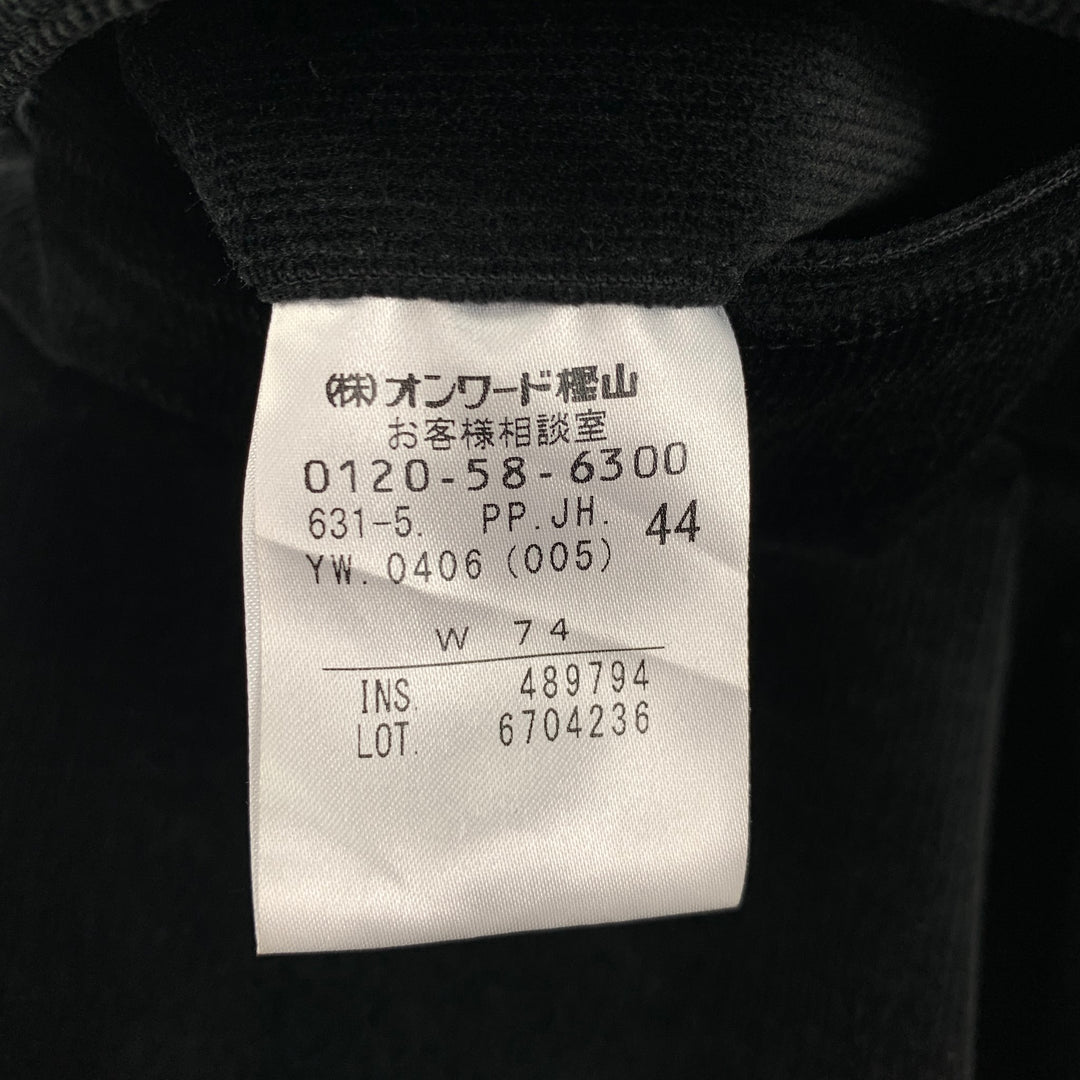 (株)オンワード樫山
お客様相談室
0120-58-6300
631-5. PP.JH. 44
YW. 0406 (005)
W 74
INS 489794
LOT. 6704236